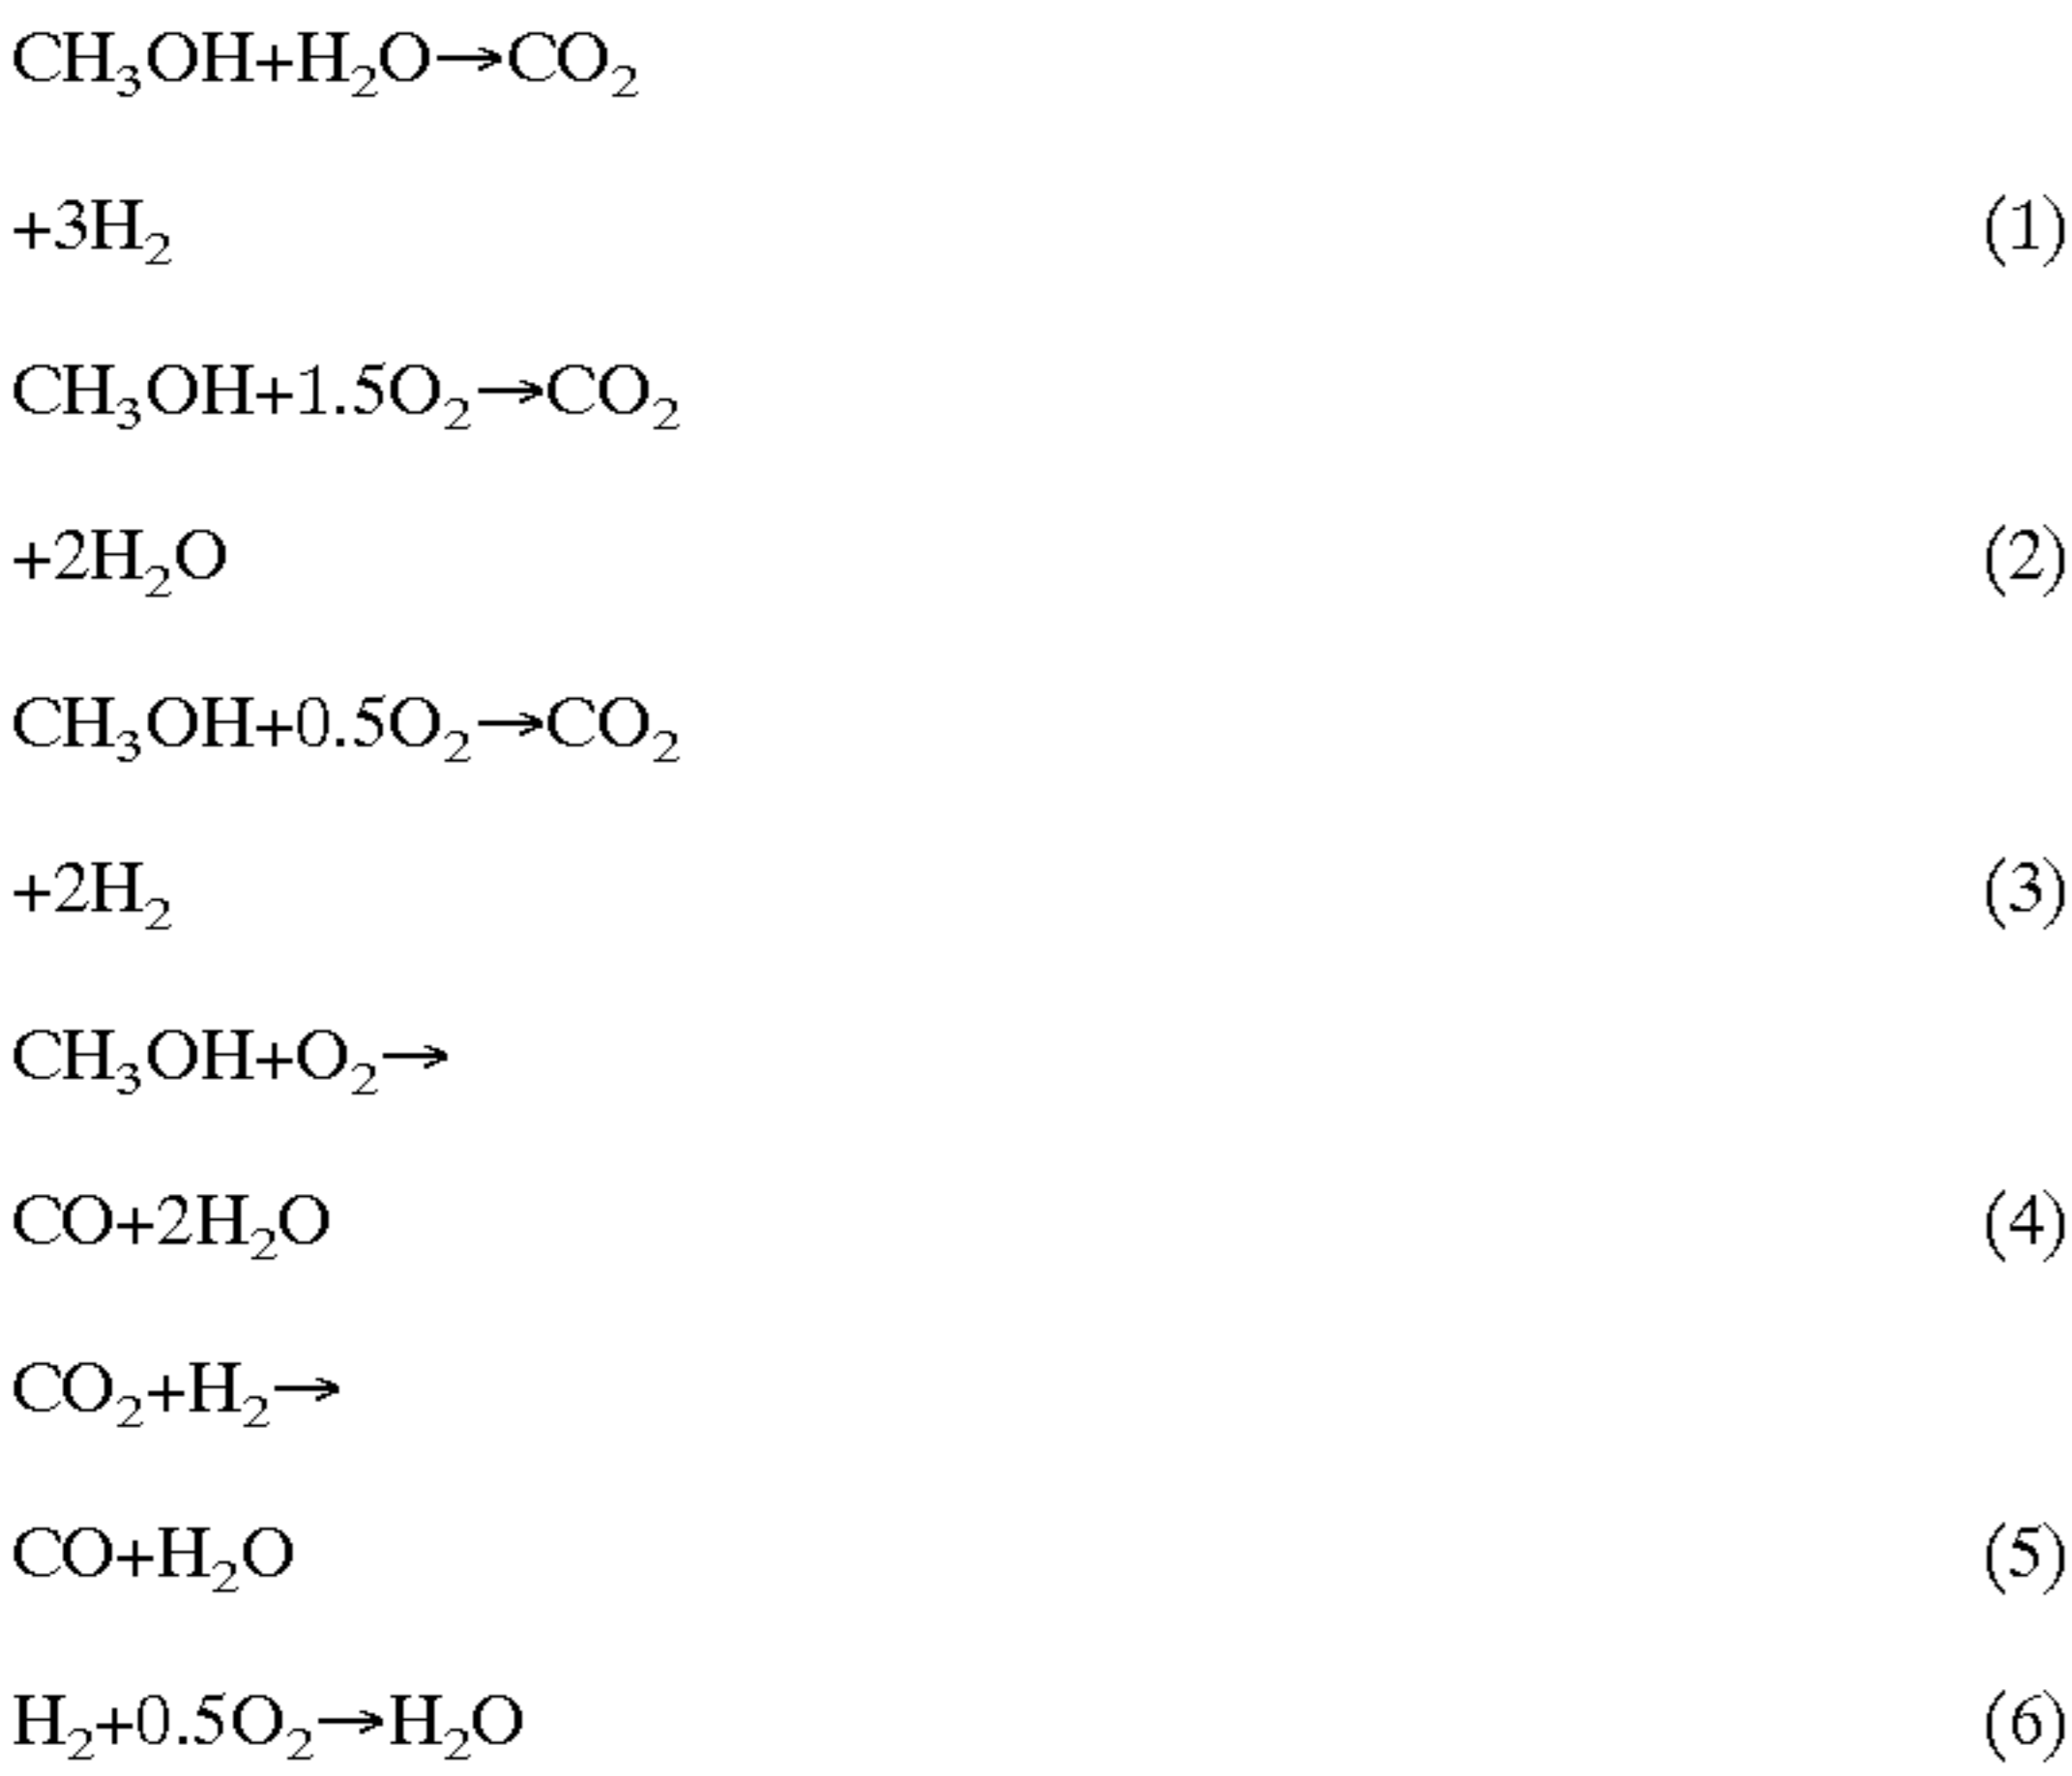 CH₃OH+H₂O→CO₂
+3H₂ (1)
CH₃OH+1.5O₂→CO₂
+2H₂O (2)
CH₃OH+0.5O₂→CO₂
+2H₂ (3)
CH₃OH+O₂→
CO+2H₂O (4)
CO₂+H₂→
CO+H₂O (5)
H₂+0.5O₂→H₂O (6)